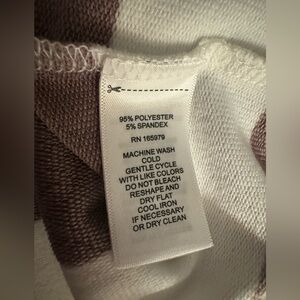 95% POLYESTER
5% SPANDEX
RN 165979
MACHINE WASH
COLD
GENTLE CYCLE
WITH LIKE COLORS
DO NOT BLEACH
RESHAPE AND
DRY FLAT
COOL IRON
IF NECESSARY
OR DRY CLEAN